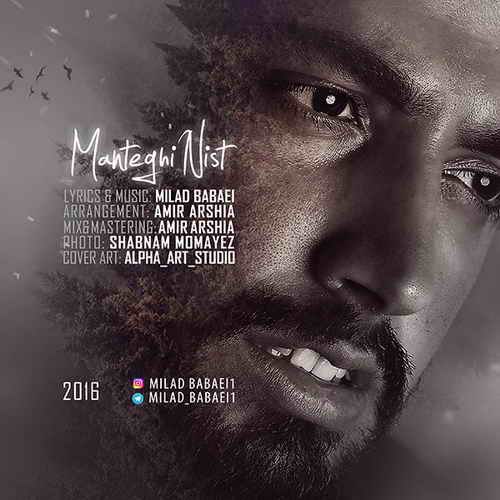 Manteghi Nist
LYRICS & MUSIC: MILAD BABAEI
ARRANGEMENT: AMIR ARSHIA
MIX&MASTERING: AMIR ARSHIA
PHOTO: SHABNAM MOMAYEZ
COVER ART: ALPHA_ART_STUDIO
2016
MILAD BABAEI1
MILAD_BABAEI1